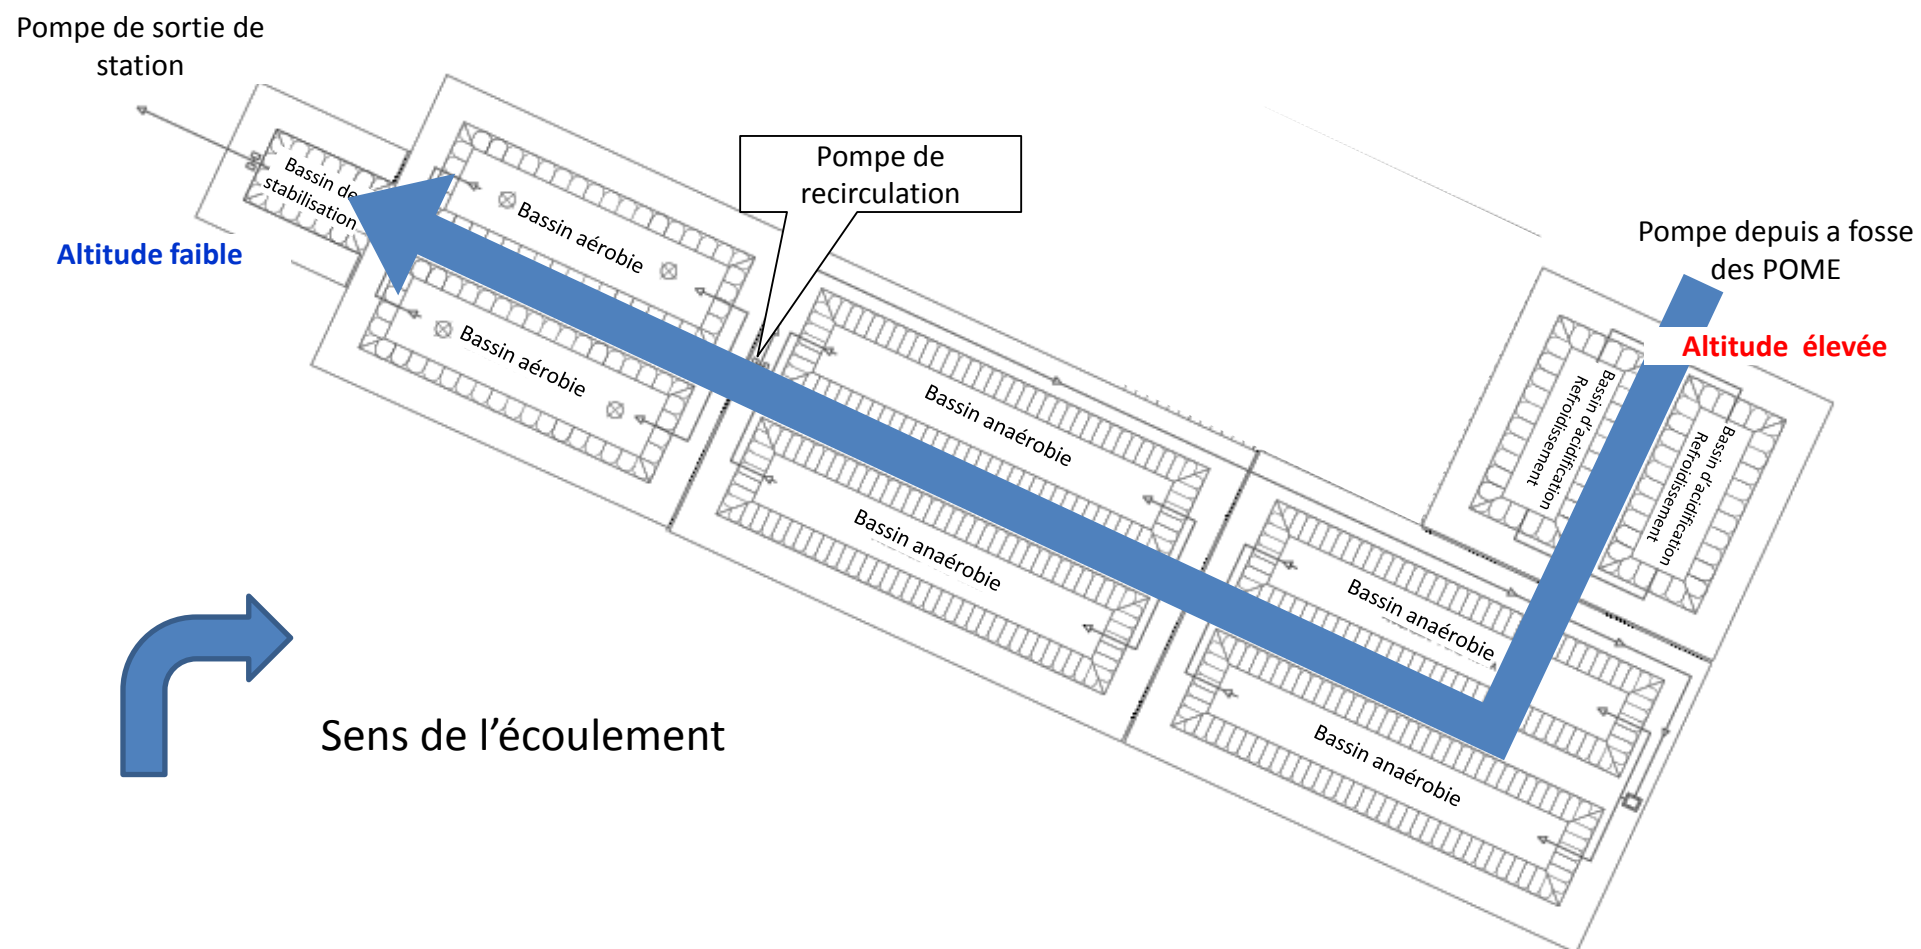 Pompe de sortie de
station
Pompe de
recirculation
Pompe depuis a fosse
des POME
Altitude faible
Altitude élevée
Bassin de
stabilisation
Bassin aérobie
Bassin aérobie
Bassin anaérobie
Bassin anaérobie
Bassin anaérobie
Bassin anaérobie
Bassin d'acidification
Refroidissement
Bassin d'acidification
Refroidissement
Sens de l'écoulement